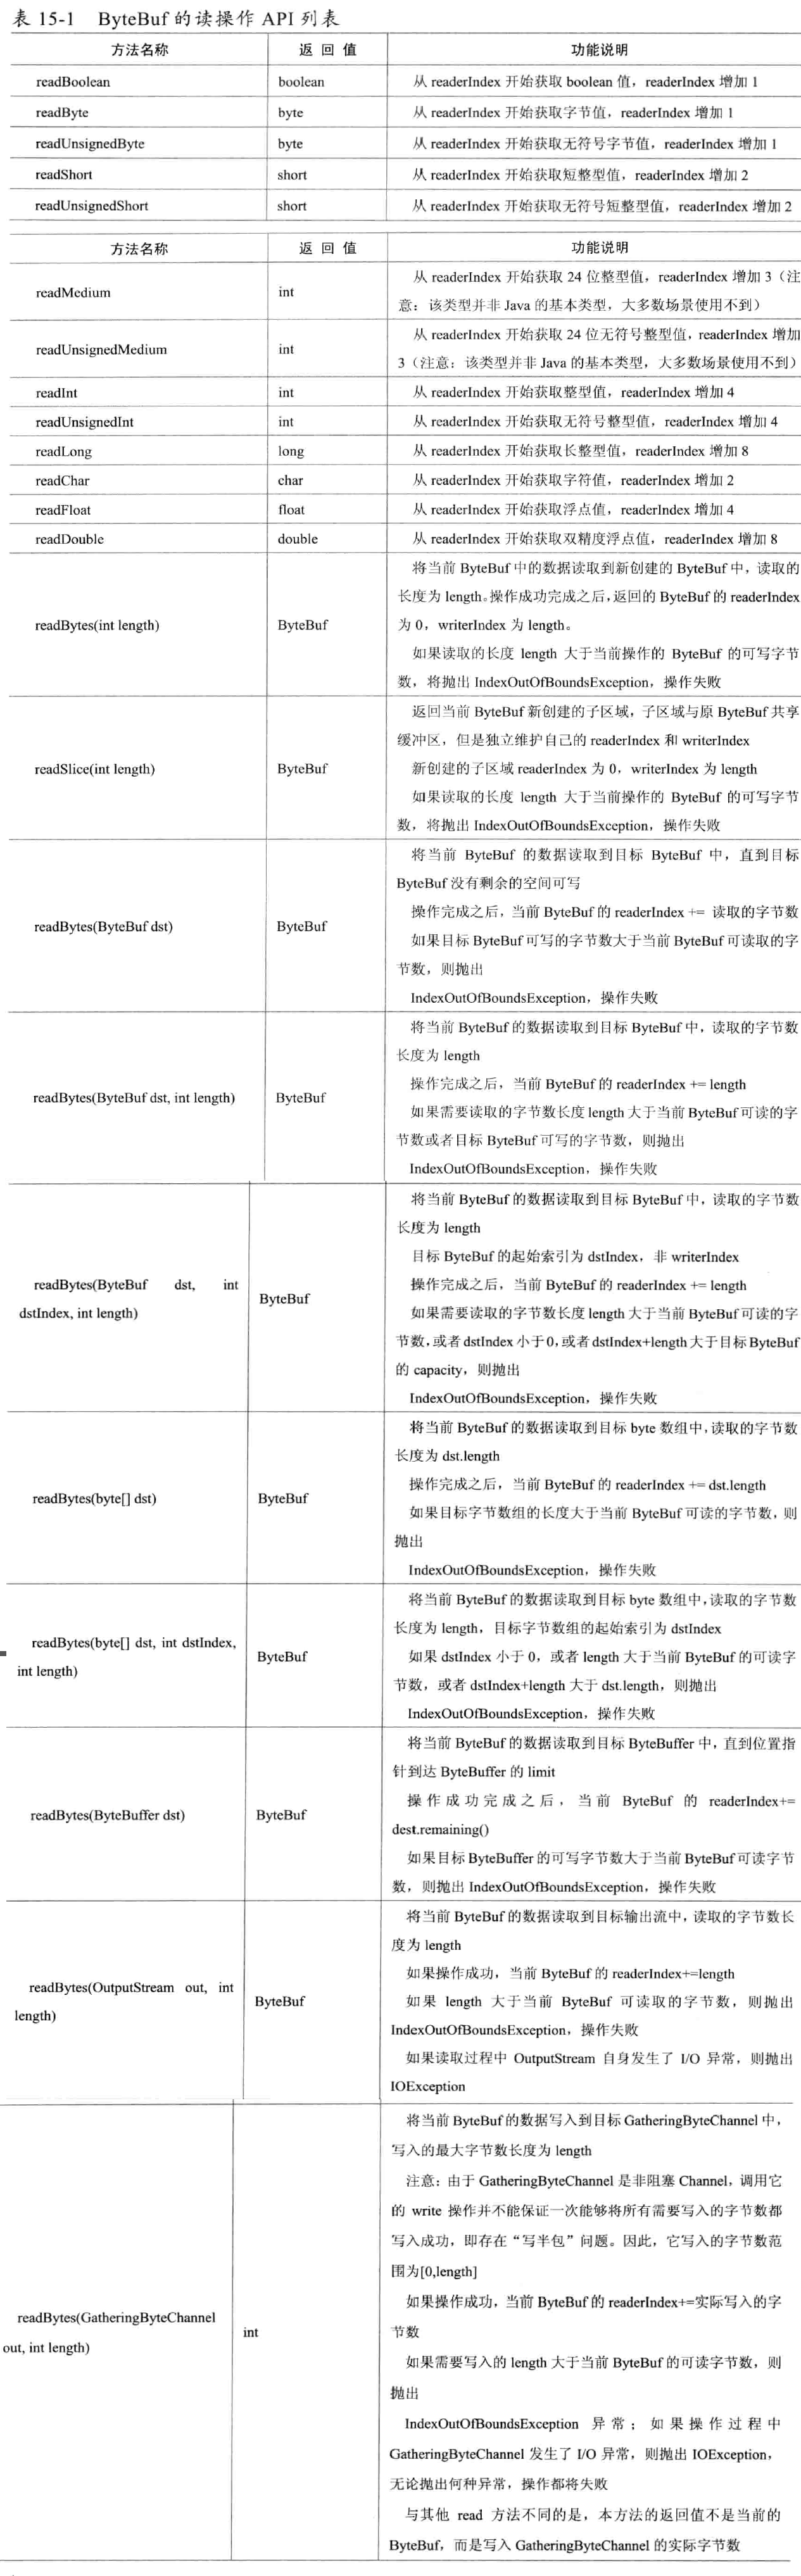 表 15-1 ByteBuf 的读操作 API 列表
方法名称 返 回 值 功能说明
readBoolean boolean 从 readerIndex 开始获取 boolean 值，readerIndex 增加 1
readByte byte 从 readerIndex 开始获取字节值，readerIndex 增加 1
readUnsignedByte byte 从 readerIndex 开始获取无符号字节值，readerIndex 增加 1
readShort short 从 readerIndex 开始获取短整型值，readerIndex 增加 2
readUnsignedShort short 从 readerIndex 开始获取无符号短整型值，readerIndex 增加 2
方法名称 返 回 值 功能说明
readMedium int 从 readerIndex 开始获取 24 位整型值，readerIndex 增加 3（注
意：该类型并非 Java 的基本类型，大多数场景使用不到）
readUnsignedMedium int 从 readerIndex 开始获取 24 位无符号整型值，readerIndex 增加
3（注意：该类型并非 Java 的基本类型，大多数场景使用不到）
readInt int 从 readerIndex 开始获取整型值，readerIndex 增加 4
readUnsignedInt int 从 readerIndex 开始获取无符号整型值，readerIndex 增加 4
readLong long 从 readerIndex 开始获取长整型值，readerIndex 增加 8
readChar char 从 readerIndex 开始获取字符值，readerIndex 增加 2
readFloat float 从 readerIndex 开始获取浮点值，readerIndex 增加 4
readDouble double 从 readerIndex 开始获取双精度浮点值，readerIndex 增加 8
readBytes(int length) ByteBuf 将当前 ByteBuf 中的数据读取到新创建的 ByteBuf 中，读取的
长度为 length。操作成功完成之后，返回的 ByteBuf 的 readerIndex
为 0，writerIndex 为 length。
如果读取的长度 length 大于当前操作的 ByteBuf 的可写字节
数，将抛出 IndexOutOfBoundsException，操作失败
readSlice(int length) ByteBuf 返回当前 ByteBuf 新创建的子区域，子区域与原 ByteBuf 共享
缓冲区，但是独立维护自己的 readerIndex 和 writerIndex
新创建的子区域 readerIndex 为 0，writerIndex 为 length
如果读取的长度 length 大于当前操作的 ByteBuf 的可写字节
数，将抛出 IndexOutOfBoundsException，操作失败
readBytes(ByteBuf dst) ByteBuf 将当前 ByteBuf 的数据读取到目标 ByteBuf 中，直到目标
ByteBuf 没有剩余的空间可写
操作完成之后，当前 ByteBuf 的 readerIndex += 读取的字节数
如果目标 ByteBuf 可写的字节数大于当前 ByteBuf 可读取的字
节数，则抛出
IndexOutOfBoundsException，操作失败
readBytes(ByteBuf dst, int length) ByteBuf 将当前 ByteBuf 的数据读取到目标 ByteBuf 中，读取的字节数
长度为 length
操作完成之后，当前 ByteBuf 的 readerIndex += length
如果需要读取的字节数长度 length 大于当前 ByteBuf 可读的字
节数或者目标 ByteBuf 可写的字节数，则抛出
IndexOutOfBoundsException，操作失败
readBytes(ByteBuf dst, int
dstIndex, int length) ByteBuf 将当前 ByteBuf 的数据读取到目标 ByteBuf 中，读取的字节数
长度为 length
目标 ByteBuf 的起始索引为 dstIndex，非 writerIndex
操作完成之后，当前 ByteBuf 的 readerIndex += length
如果需要读取的字节数长度 length 大于当前 ByteBuf 可读的字
节数，或者 dstIndex 小于 0，或者 dstIndex+length 大于目标 ByteBuf
的 capacity，则抛出
IndexOutOfBoundsException，操作失败
readBytes(byte[] dst) ByteBuf 将当前 ByteBuf 的数据读取到目标 byte 数组中，读取的字节数
长度为 dst.length
操作完成之后，当前 ByteBuf 的 readerIndex += dst.length
如果目标字节数组的长度大于当前 ByteBuf 可读的字节数，则
抛出
IndexOutOfBoundsException，操作失败
readBytes(byte[] dst, int dstIndex,
int length) ByteBuf 将当前 ByteBuf 的数据读取到目标 byte 数组中，读取的字节数
长度为 length，目标字节数组的起始索引为 dstIndex
如果 dstIndex 小于 0，或者 length 大于当前 ByteBuf 的可读字
节数，或者 dstIndex+length 大于 dst.length，则抛出
IndexOutOfBoundsException，操作失败
readBytes(ByteBuffer dst) ByteBuf 将当前 ByteBuf 的数据读取到目标 ByteBuffer 中，直到位置指
针到达 ByteBuffer 的 limit
操作成功完成之后，当前 ByteBuf 的 readerIndex+=
dest.remaining()
如果目标 ByteBuffer 的可写字节数大于当前 ByteBuf 可读字节
数，则抛出 IndexOutOfBoundsException，操作失败
readBytes(OutputStream out, int
length) ByteBuf 将当前 ByteBuf 的数据读取到目标输出流中，读取的字节数长
度为 length
如果操作成功，当前 ByteBuf 的 readerIndex+=length
如果 length 大于当前 ByteBuf 可读取的字节数，则抛出
IndexOutOfBoundsException，操作失败
如果读取过程中 OutputStream 自身发生了 I/O 异常，则抛出
IOException
readBytes(GatheringByteChannel
out, int length) int 将当前 ByteBuf 的数据写入到目标 GatheringByteChannel 中，
写入的最大字节数长度为 length
注意：由于 GatheringByteChannel 是非阻塞 Channel，调用它
的 write 操作并不能保证一次能够将所有需要写入的字节数都
写入成功，即存在“写半包”问题。因此，它写入的字节数范
围为[0,length]
如果操作成功，当前 ByteBuf 的 readerIndex+=实际写入的字
节数
如果需要写入的 length 大于当前 ByteBuf 的可读字节数，则
抛出
IndexOutOfBoundsException 异常；如果操作过程中
GatheringByteChannel 发生了 I/O 异常，则抛出 IOException，
无论抛出何种异常，操作都将失败
与其他 read 方法不同的是，本方法的返回值不是当前的
ByteBuf，而是写入 GatheringByteChannel 的实际字节数